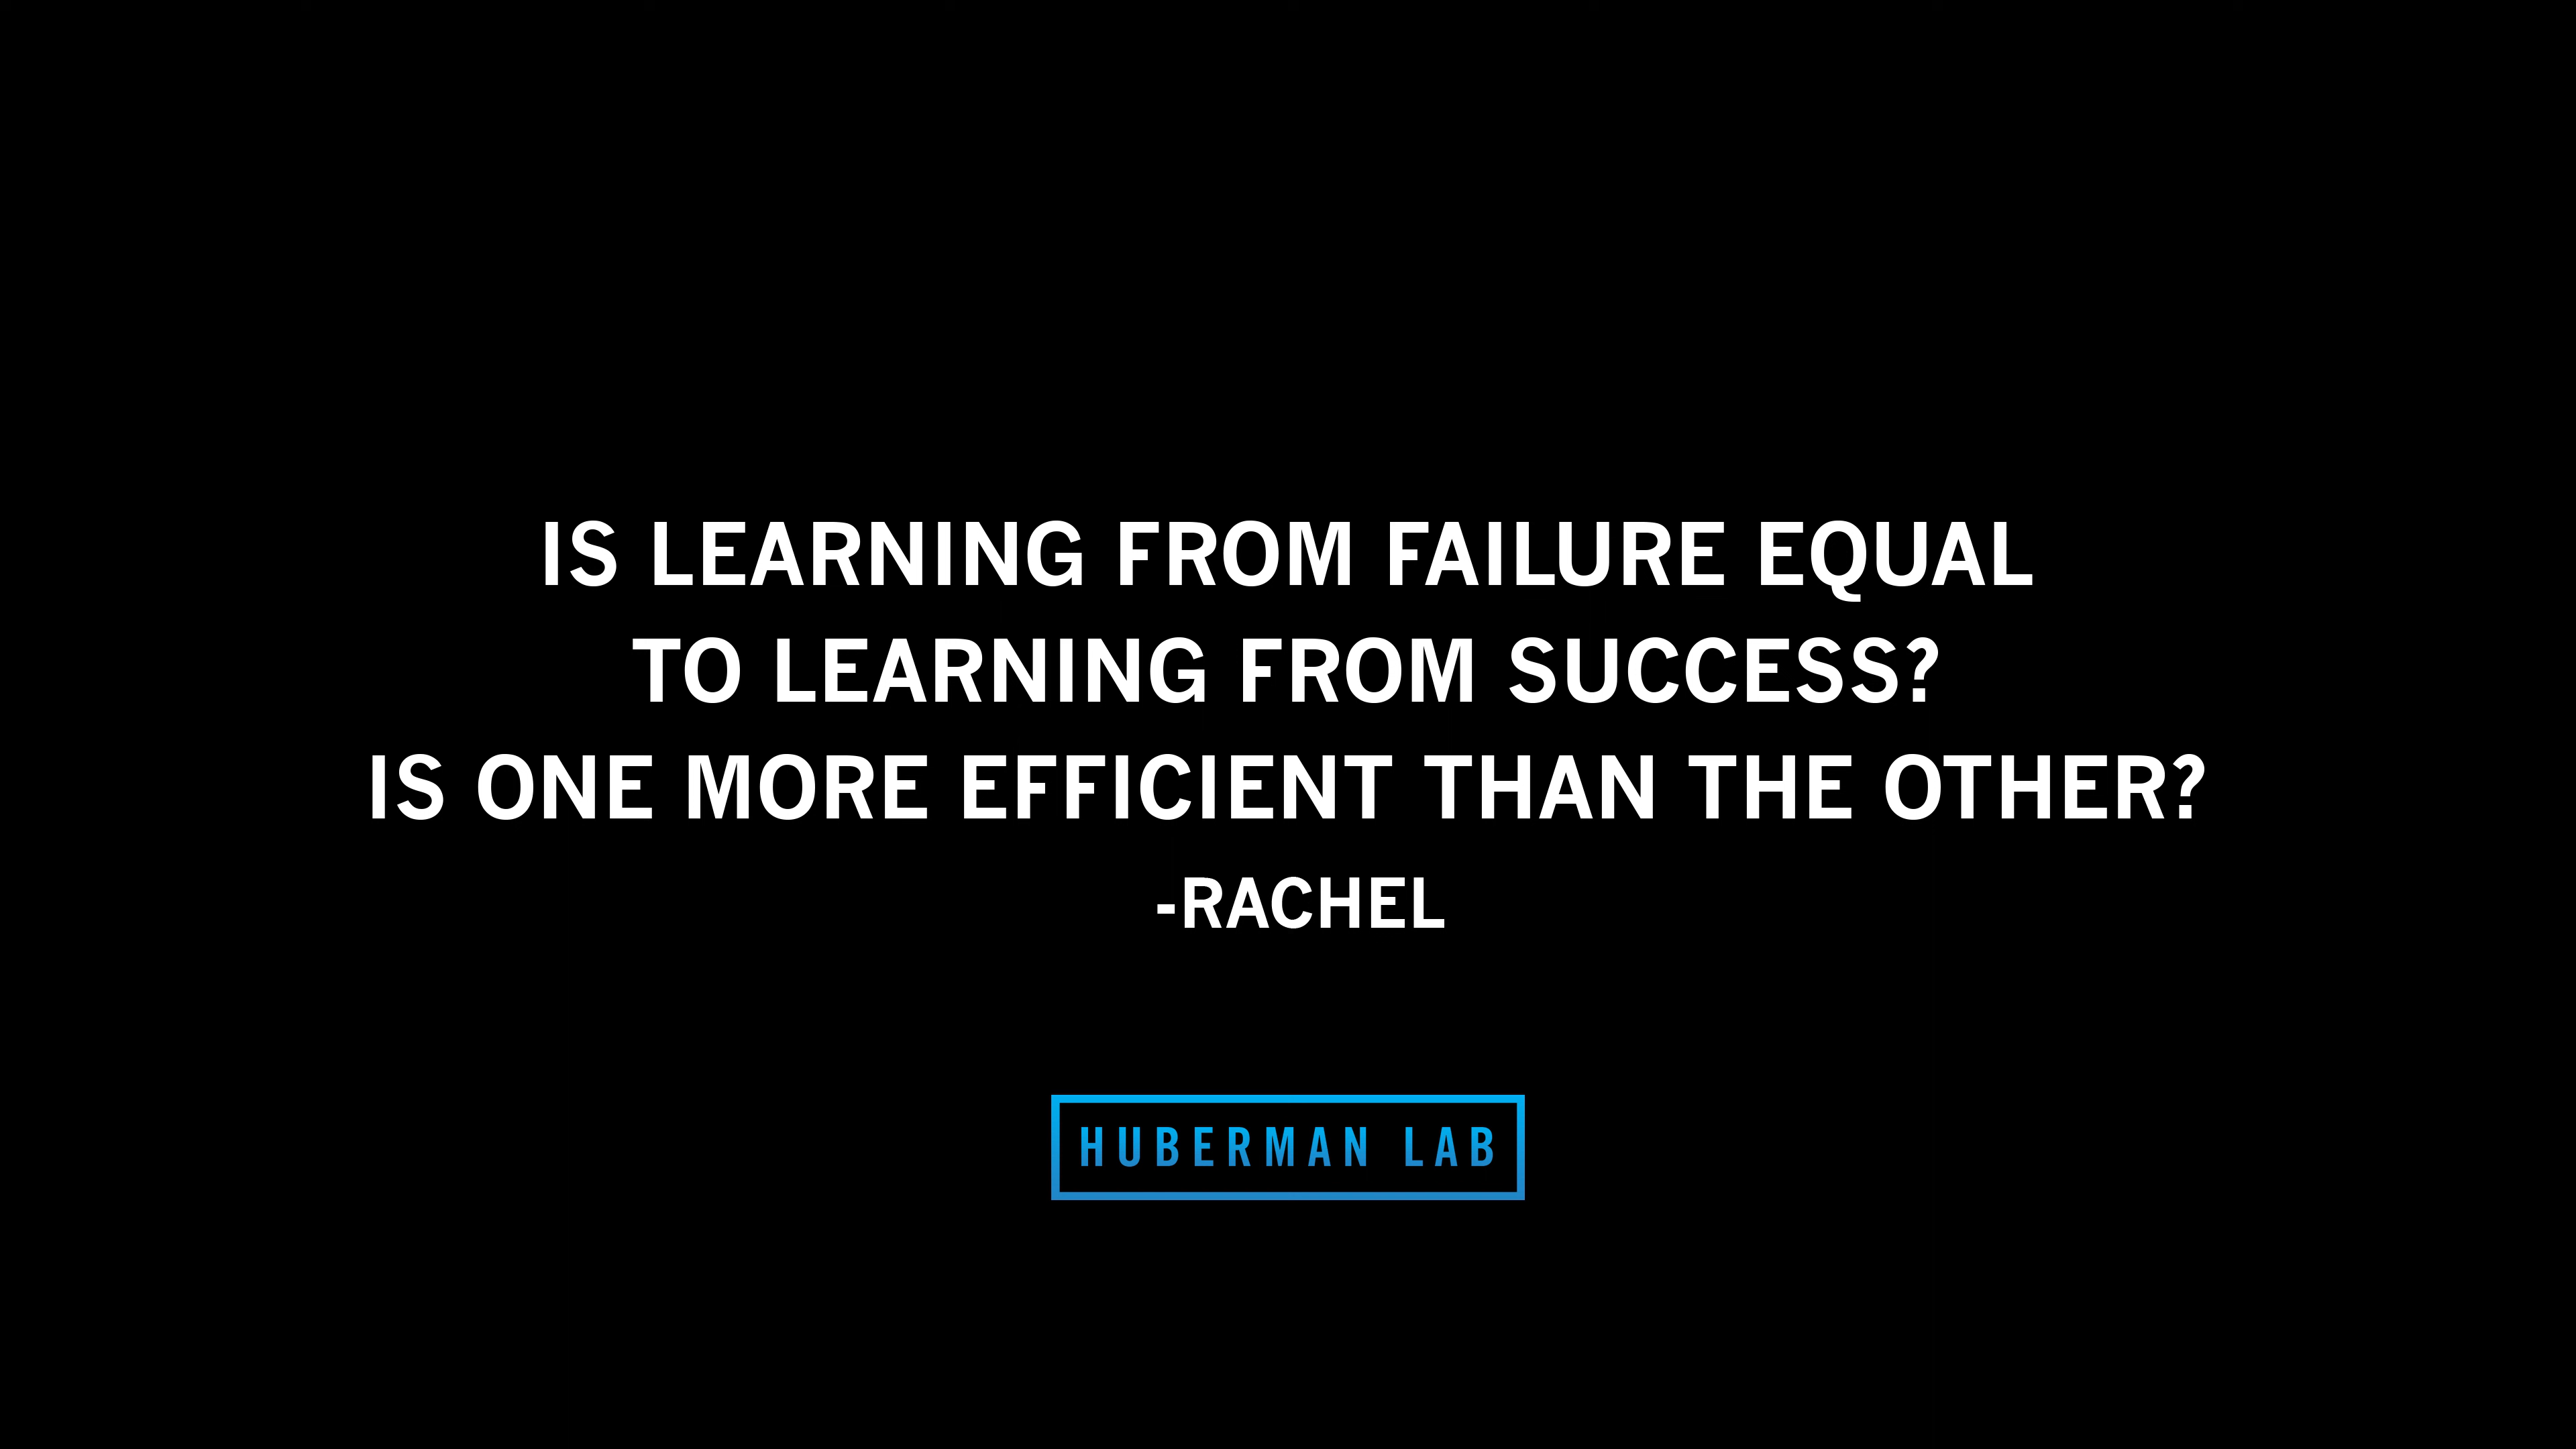 IS LEARNING FROM FAILURE EQUAL
TO LEARNING FROM SUCCESS?
IS ONE MORE EFFICIENT THAN THE OTHER?
-RACHEL
HUBERMAN LAB